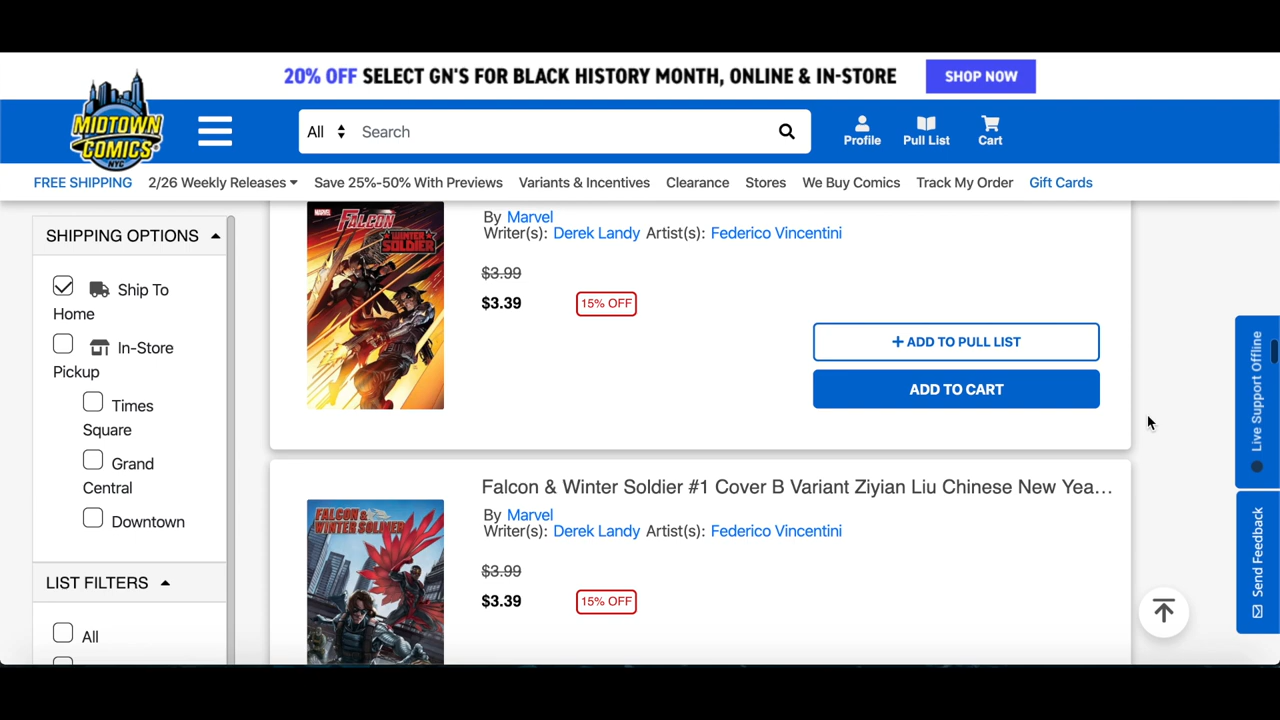 20% OFF SELECT GN'S FOR BLACK HISTORY MONTH, ONLINE & IN-STORE
SHOP NOW
MIDTOWN
COMICS
NYC
All
Search
Profile
Pull List
Cart
FREE SHIPPING
2/26 Weekly Releases
Save 25%-50% With Previews
Variants & Incentives
Clearance
Stores
We Buy Comics
Track My Order
Gift Cards
SHIPPING OPTIONS
Ship To
Home
In-Store
Pickup
Times
Square
Grand
Central
Downtown
LIST FILTERS
All
MARVEL
FALCON
WINTER
SOLDIER
By Marvel
Writer(s): Derek Landy Artist(s): Federico Vincentini
$3.99
$3.39
15% OFF
+ ADD TO PULL LIST
ADD TO CART
Falcon & Winter Soldier #1 Cover B Variant Ziyian Liu Chinese New Yea...
FALCON &
WINTER SOLDIER
By Marvel
Writer(s): Derek Landy Artist(s): Federico Vincentini
$3.99
$3.39
15% OFF
Live Support Offline
Send Feedback